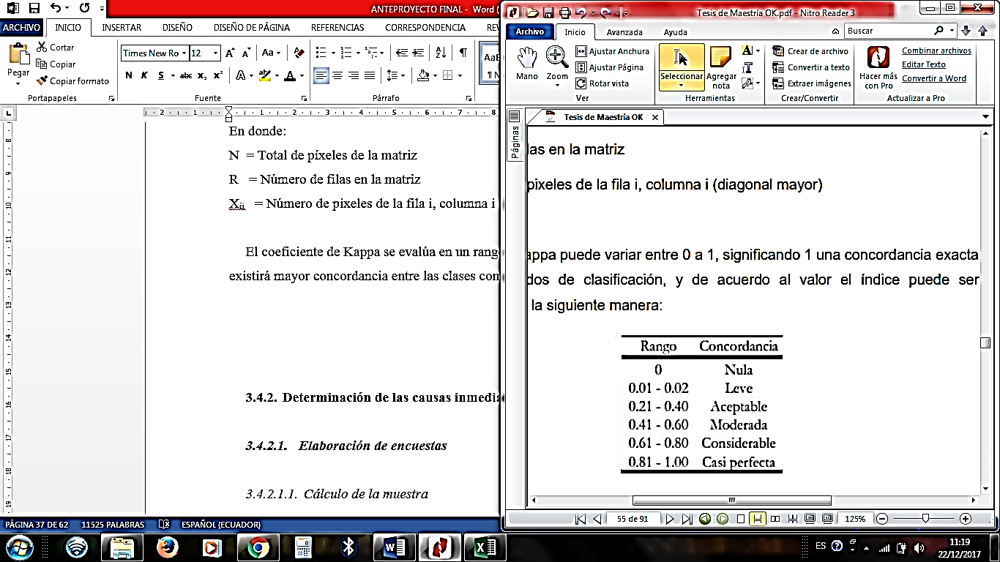 ANTEPROYECTO FINAL - Word (
ARCHIVO INICIO INSERTAR DISEÑO DISEÑO DE PÁGINA REFERENCIAS CORRESPONDENCIA
Pegar
Cortar
Copiar
Copiar formato
Portapapeles
Times New Ro 12
Aa
N K S abc x₂ x²
Fuente
Párrafo
AaB
¶ N
En donde:
N = Total de píxeles de la matriz
R = Número de filas en la matriz
Xii = Número de pixeles de la fila i, columna i
El coeficiente de Kappa se evalúa en un rang
existirá mayor concordancia entre las clases com
3.4.2. Determinación de las causas inmedia
3.4.2.1. Elaboración de encuestas
3.4.2.1.1. Cálculo de la muestra
PÁGINA 37 DE 62 11525 PALABRAS ESPAÑOL (ECUADOR)
Tesis de Maestría OK.pdf - Nitro Reader 3
Archivo Inicio Avanzada Ayuda
Buscar
Mano
Zoom
Ajustar Anchura
Ajustar Página
Rotar vista
Ver
Seleccionar
Agregar nota
Herramientas
Crear de archivo
Convertir a texto
Extraer imágenes
Crear/Convertir
Hacer más con Pro
Combinar archivos
Editar Texto
Convertir a Word
Actualizar a Pro
Páginas
Tesis de Maestría OK
las en la matriz
pixeles de la fila i, columna i (diagonal mayor)
appa puede variar entre 0 a 1, significando 1 una concordancia exacta
dos de clasificación, y de acuerdo al valor el índice puede ser
la siguiente manera:
Rango Concordancia
0 Nula
0.01 - 0.02 Leve
0.21 - 0.40 Aceptable
0.41 - 0.60 Moderada
0.61 - 0.80 Considerable
0.81 - 1.00 Casi perfecta
55 de 91
125%
ES
11:19
22/12/2017